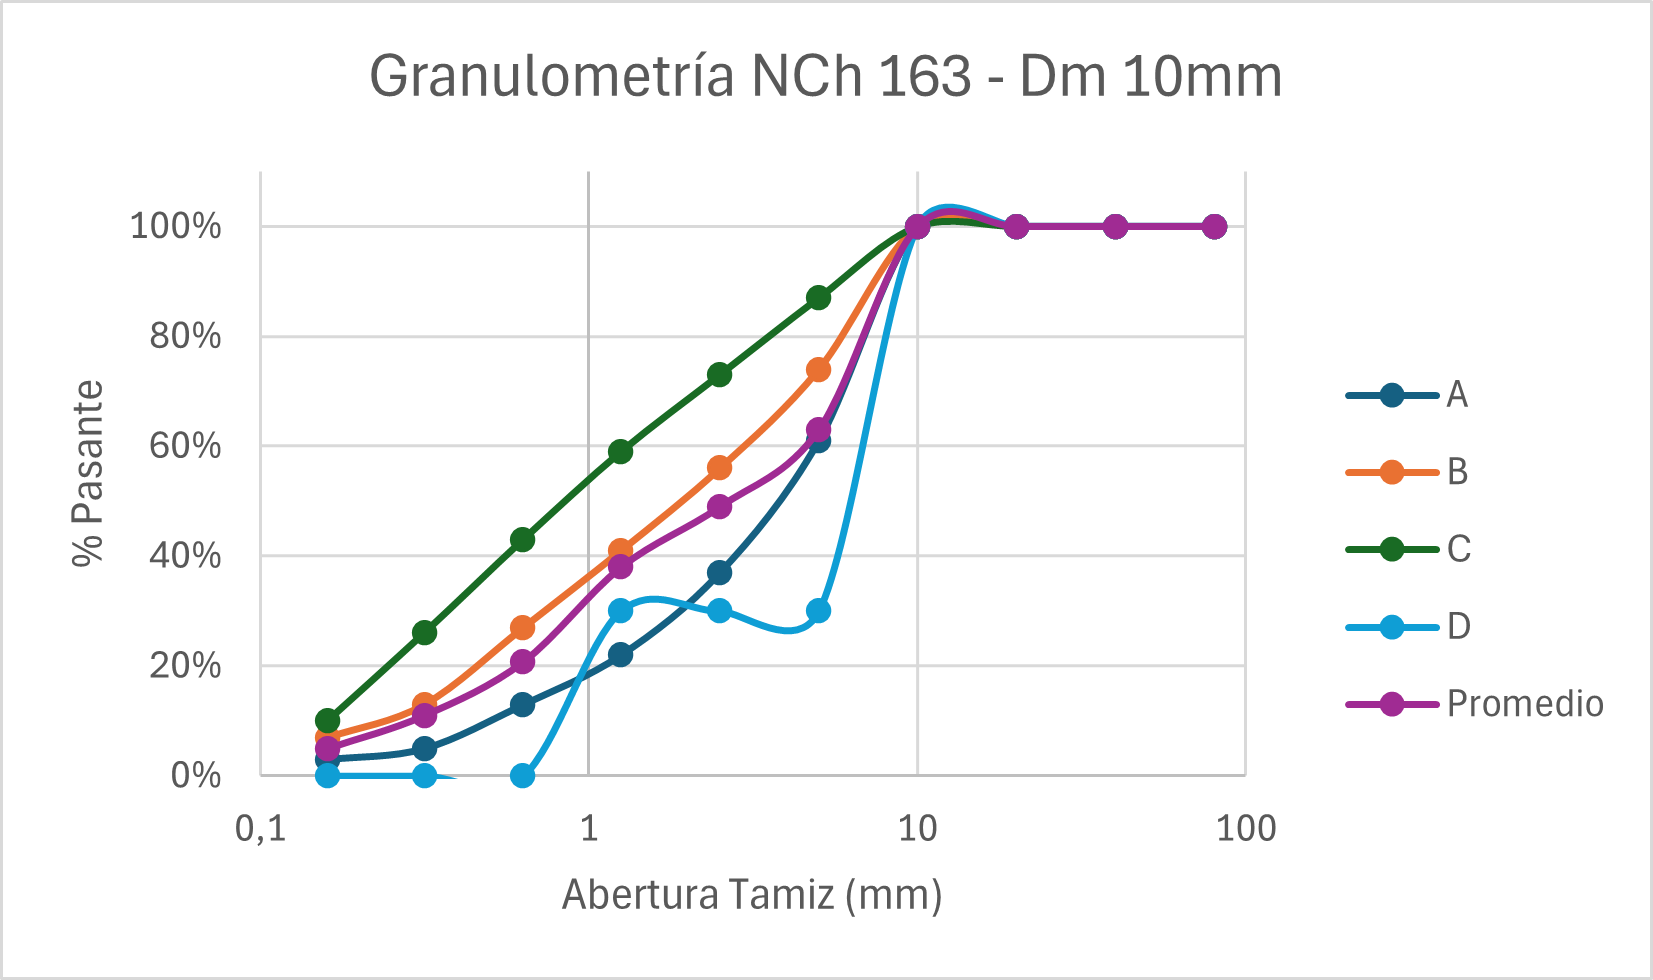 Granulometría NCh 163 - Dm 10mm
100%
80%
60%
40%
20%
0%
% Pasante
0,1 1 10 100
Abertura Tamiz (mm)
A
B
C
D
Promedio